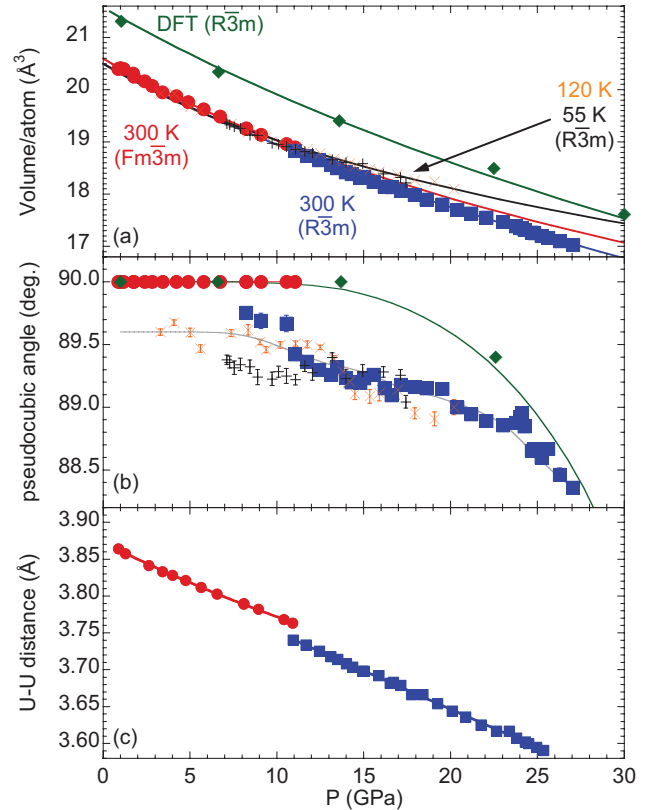 DFT (R3̅m)
21
20
19
18
17
Volume/atom (Å³)
120 K
55 K
(R3̅m)
300 K
(Fm3̅m)
300 K
(R3̅m)
(a)
90.0
89.5
89.0
88.5
pseudocubic angle (deg.)
(b)
3.90
3.85
3.80
3.75
3.70
3.65
3.60
U-U distance (Å)
(c)
0 5 10 15 20 25 30
P (GPa)